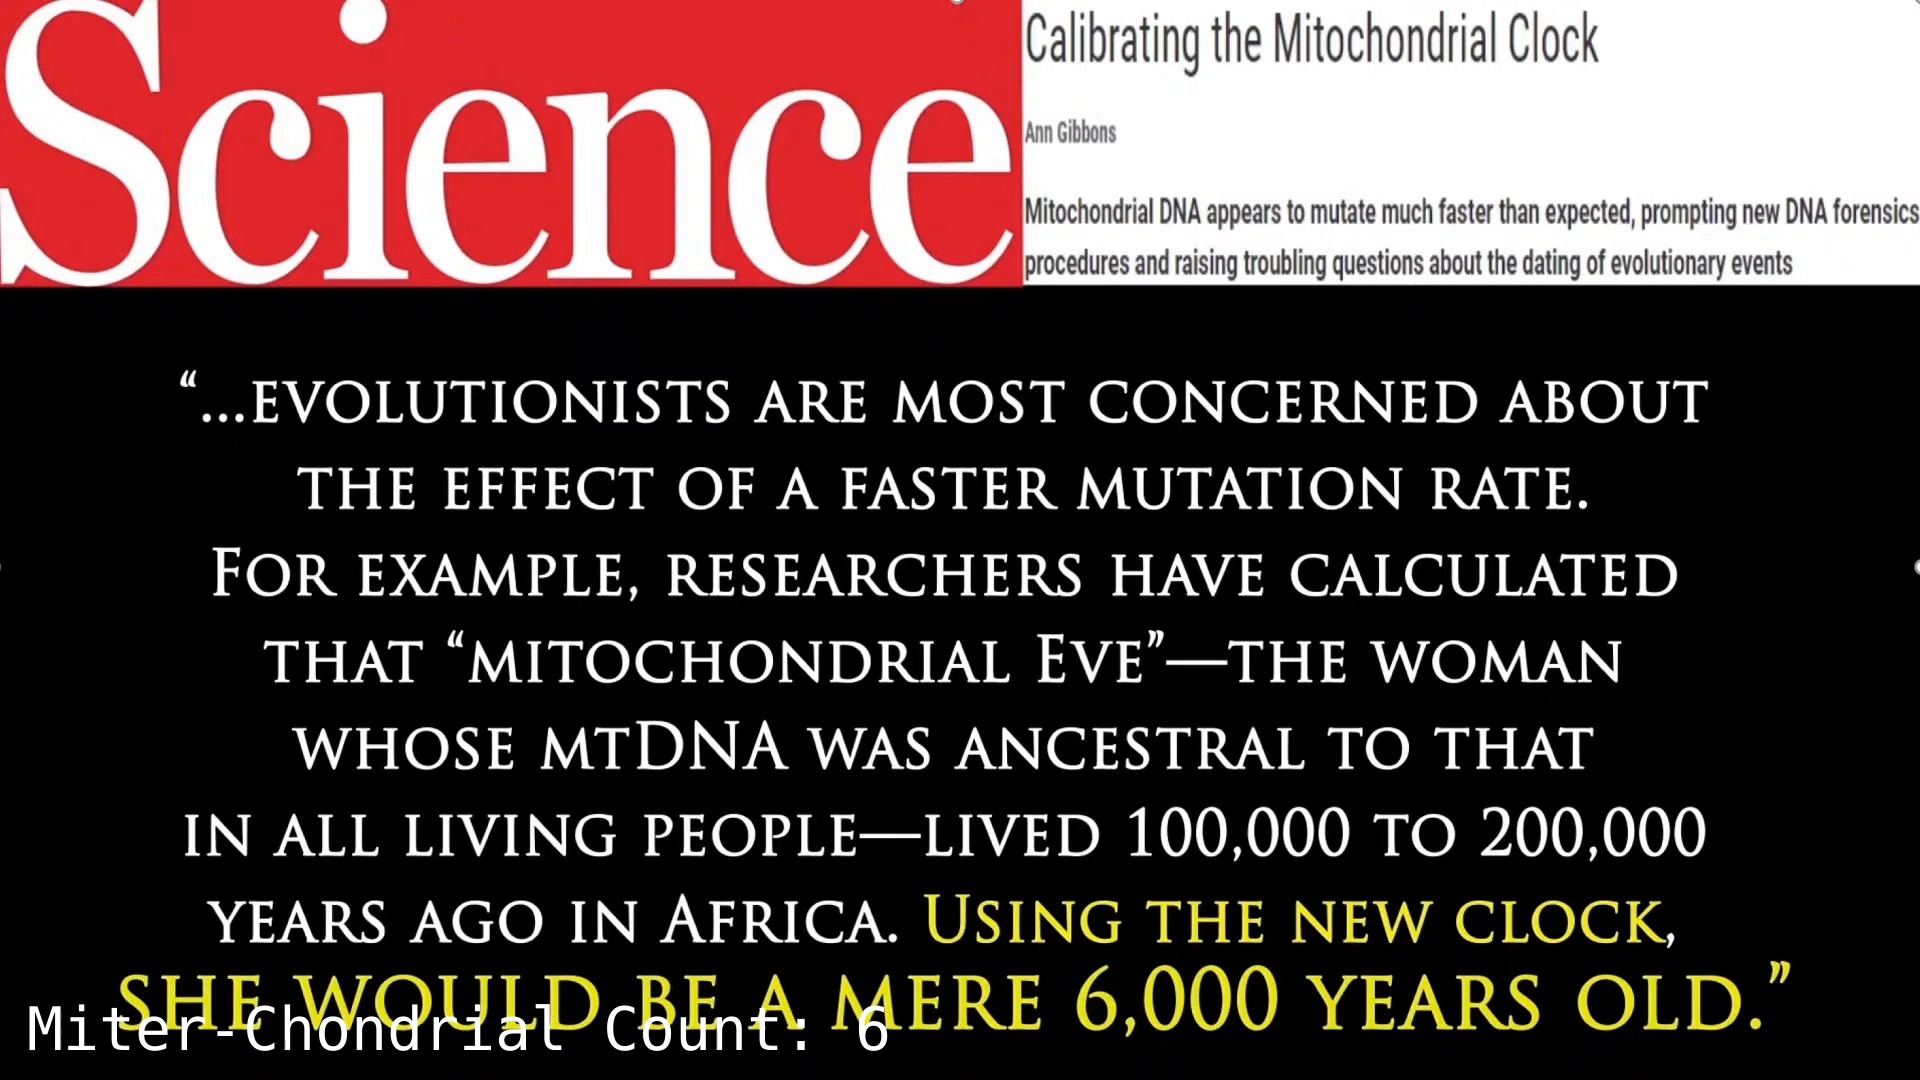 Science
Calibrating the Mitochondrial Clock
Ann Gibbons
Mitochondrial DNA appears to mutate much faster than expected, prompting new DNA forensics
procedures and raising troubling questions about the dating of evolutionary events
“...evolutionists are most concerned about
the effect of a faster mutation rate.
For example, researchers have calculated
that “mitochondrial Eve”—the woman
whose mtDNA was ancestral to that
in all living people—lived 100,000 to 200,000
years ago in Africa. Using the new clock,
she would be a mere 6,000 years old.”
Miter-Chondrial Count: 6